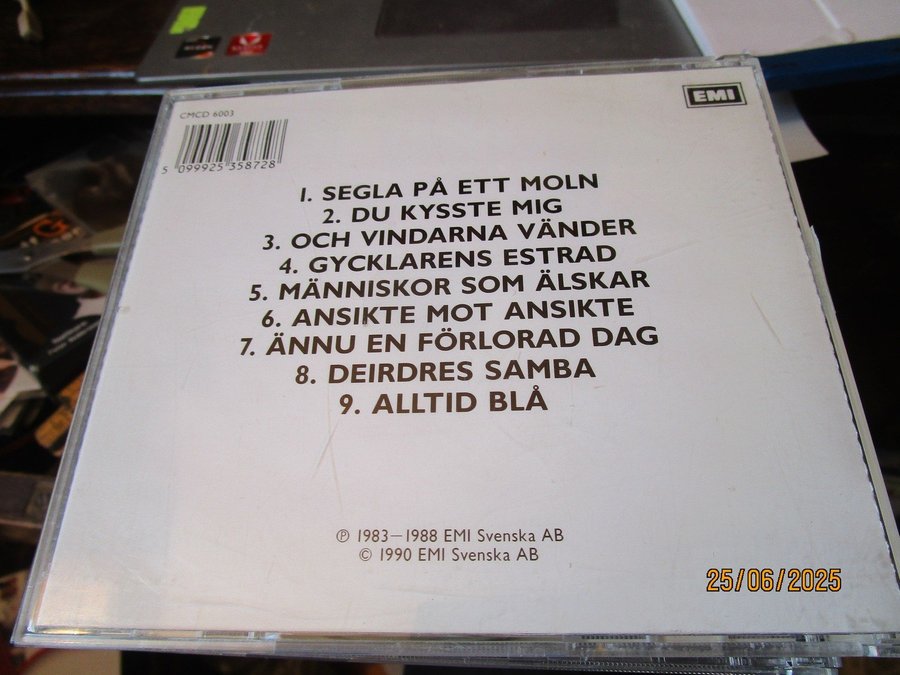 CMCD 6003
EMI
5 099925 358728
1. SEGLA PÅ ETT MOLN
2. DU KYSSTE MIG
3. OCH VINDARNA VÄNDER
4. GYCKLARENS ESTRAD
5. MÄNNISKOR SOM ÄLSKAR
6. ANSIKTE MOT ANSIKTE
7. ÄNNU EN FÖRLORAD DAG
8. DEIRDRES SAMBA
9. ALLTID BLÅ
℗ 1983–1988 EMI Svenska AB
© 1990 EMI Svenska AB
25/06/2025